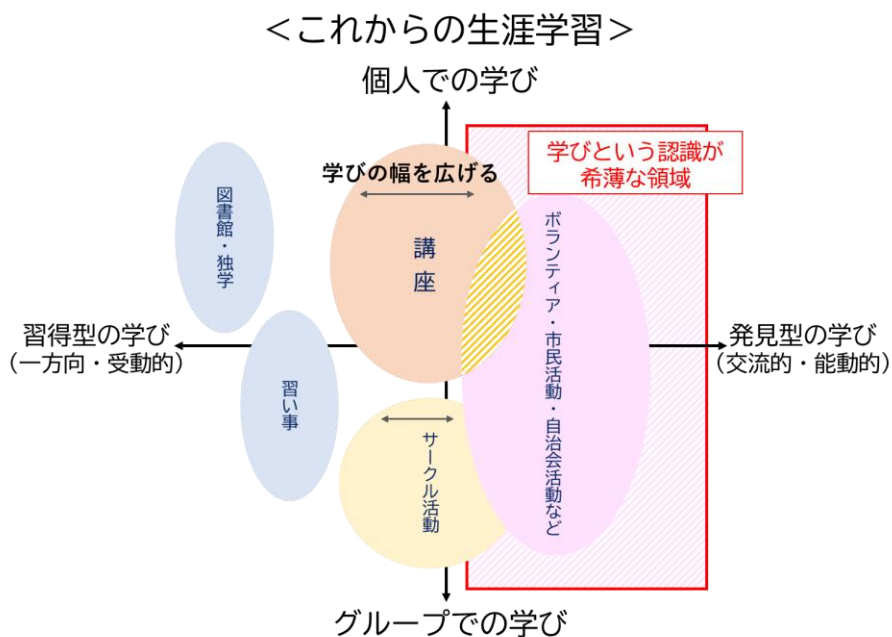 ＜これからの生涯学習＞
個人での学び
学びという認識が
希薄な領域
学びの幅を広げる
図書館・独学
講座
ボランティア・市民活動・自治会活動など
習得型の学び
（一方向・受動的）
発見型の学び
（交流的・能動的）
習い事
サークル活動
グループでの学び